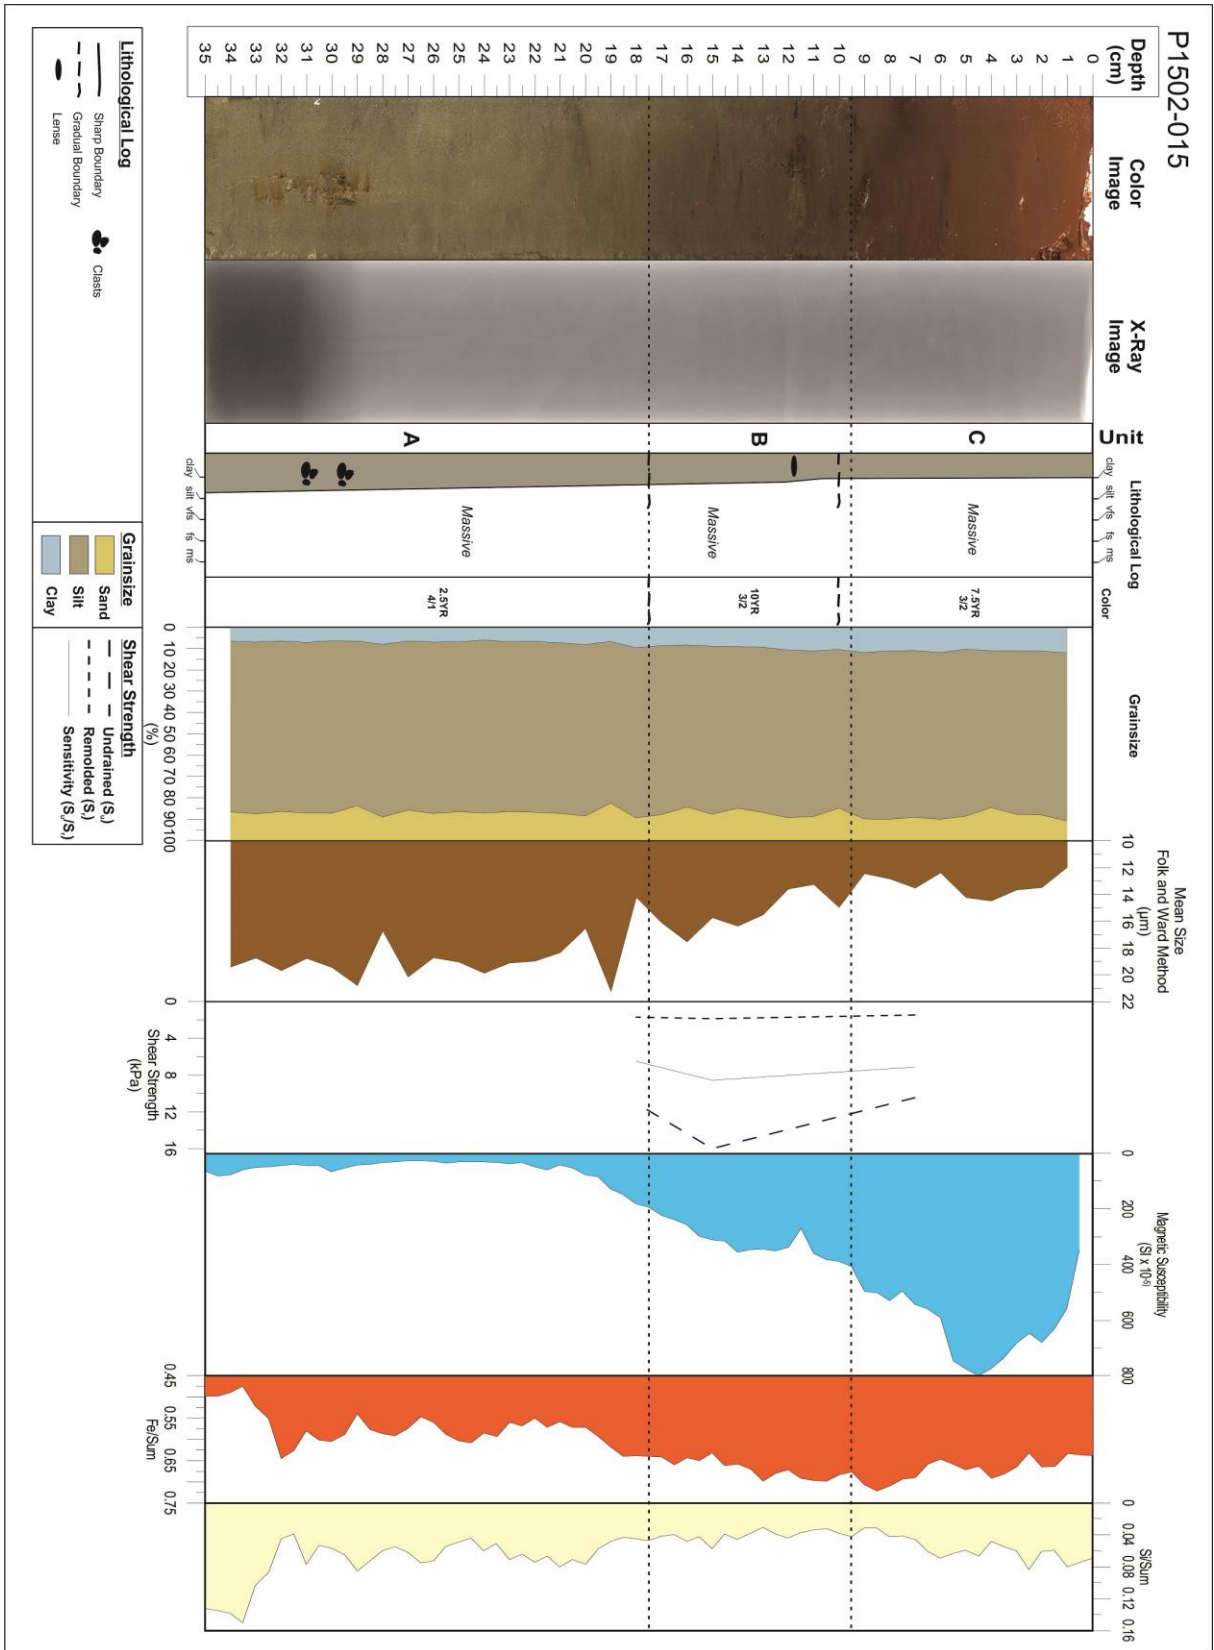 P1502-015
Depth
(cm)
0
1
2
3
4
5
6
7
8
9
10
11
12
13
14
15
16
17
18
19
20
21
22
23
24
25
26
27
28
29
30
31
32
33
34
35
Color
Image
X-Ray
Image
Unit
C
B
A
Lithological Log
clay
silt
vfs
fs
ms
Massive
Massive
Massive
clay
silt
vfs
fs
ms
Color
7.5YR
3/2
10YR
3/2
2.5YR
4/1
Grainsize
0
10
20
30
40
50
60
70
80
90
100
(%)
Mean Size
Folk and Ward Method
(µm)
10
12
14
16
18
20
22
0
4
8
12
16
Shear Strength
(kPa)
Magnetic Susceptibility
(SI x 10⁻⁵)
0
200
400
600
800
0.45
0.55
0.65
0.75
Fe/Sum
Si/Sum
0
0.04
0.08
0.12
0.16
Lithological Log
Sharp Boundary
Gradual Boundary
Lense
Clasts
Grainsize
Sand
Silt
Clay
Shear Strength
Undrained (Sᵤ)
Remolded (Sᵣ)
Sensitivity (Sᵤ/Sᵣ)